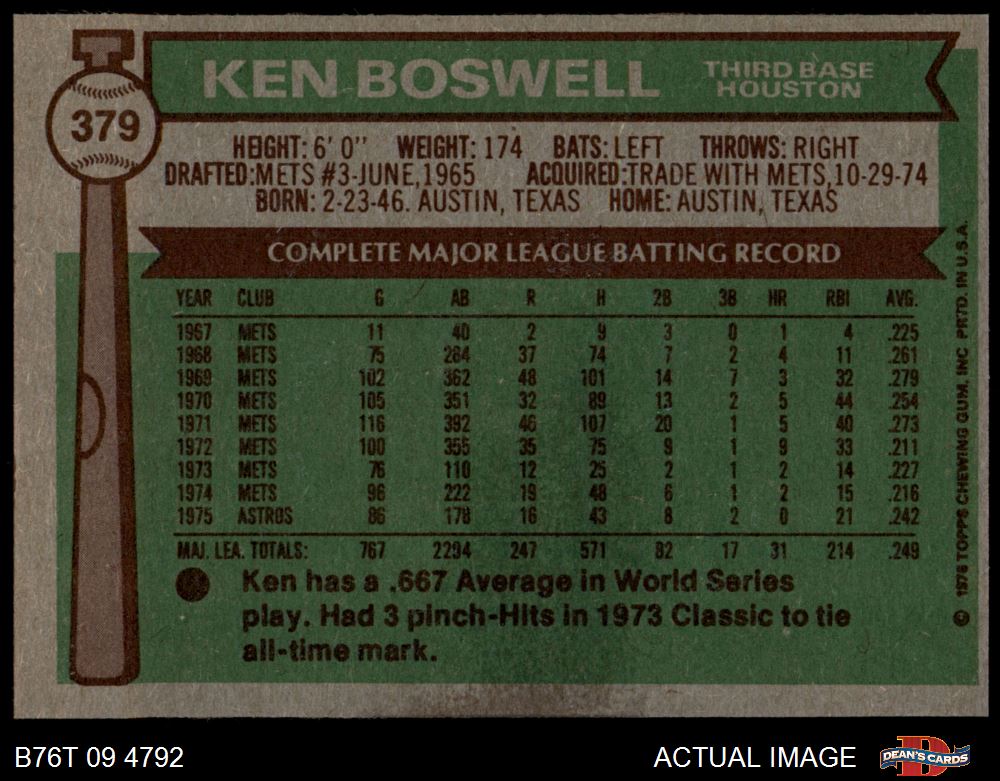 379
KEN BOSWELL THIRD BASE
HOUSTON
HEIGHT: 6' 0" WEIGHT: 174 BATS: LEFT THROWS: RIGHT
DRAFTED: METS #3-JUNE, 1965 ACQUIRED: TRADE WITH METS, 10-29-74
BORN: 2-23-46. AUSTIN, TEXAS HOME: AUSTIN, TEXAS
COMPLETE MAJOR LEAGUE BATTING RECORD
YEAR CLUB G AB R H 2B 3B HR RBI AVG.
1967 METS 11 40 2 9 3 0 1 4 .225
1968 METS 75 284 37 74 7 2 4 11 .261
1969 METS 102 362 48 101 14 7 3 32 .279
1970 METS 105 351 32 89 13 2 5 44 .254
1971 METS 116 392 46 107 20 1 5 40 .273
1972 METS 100 355 35 75 9 1 9 33 .211
1973 METS 76 110 12 25 2 1 2 14 .227
1974 METS 96 222 19 48 6 1 2 15 .216
1975 ASTROS 86 178 16 43 8 2 0 21 .242
MAJ. LEA. TOTALS: 767 2294 247 571 82 17 31 214 .249
Ken has a .667 Average in World Series
play. Had 3 pinch-Hits in 1973 Classic to tie
all-time mark.
© 1976 TOPPS CHEWING GUM, INC PRTD. IN U.S.A.
B76T 09 4792 ACTUAL IMAGE DEAN'S CARDS